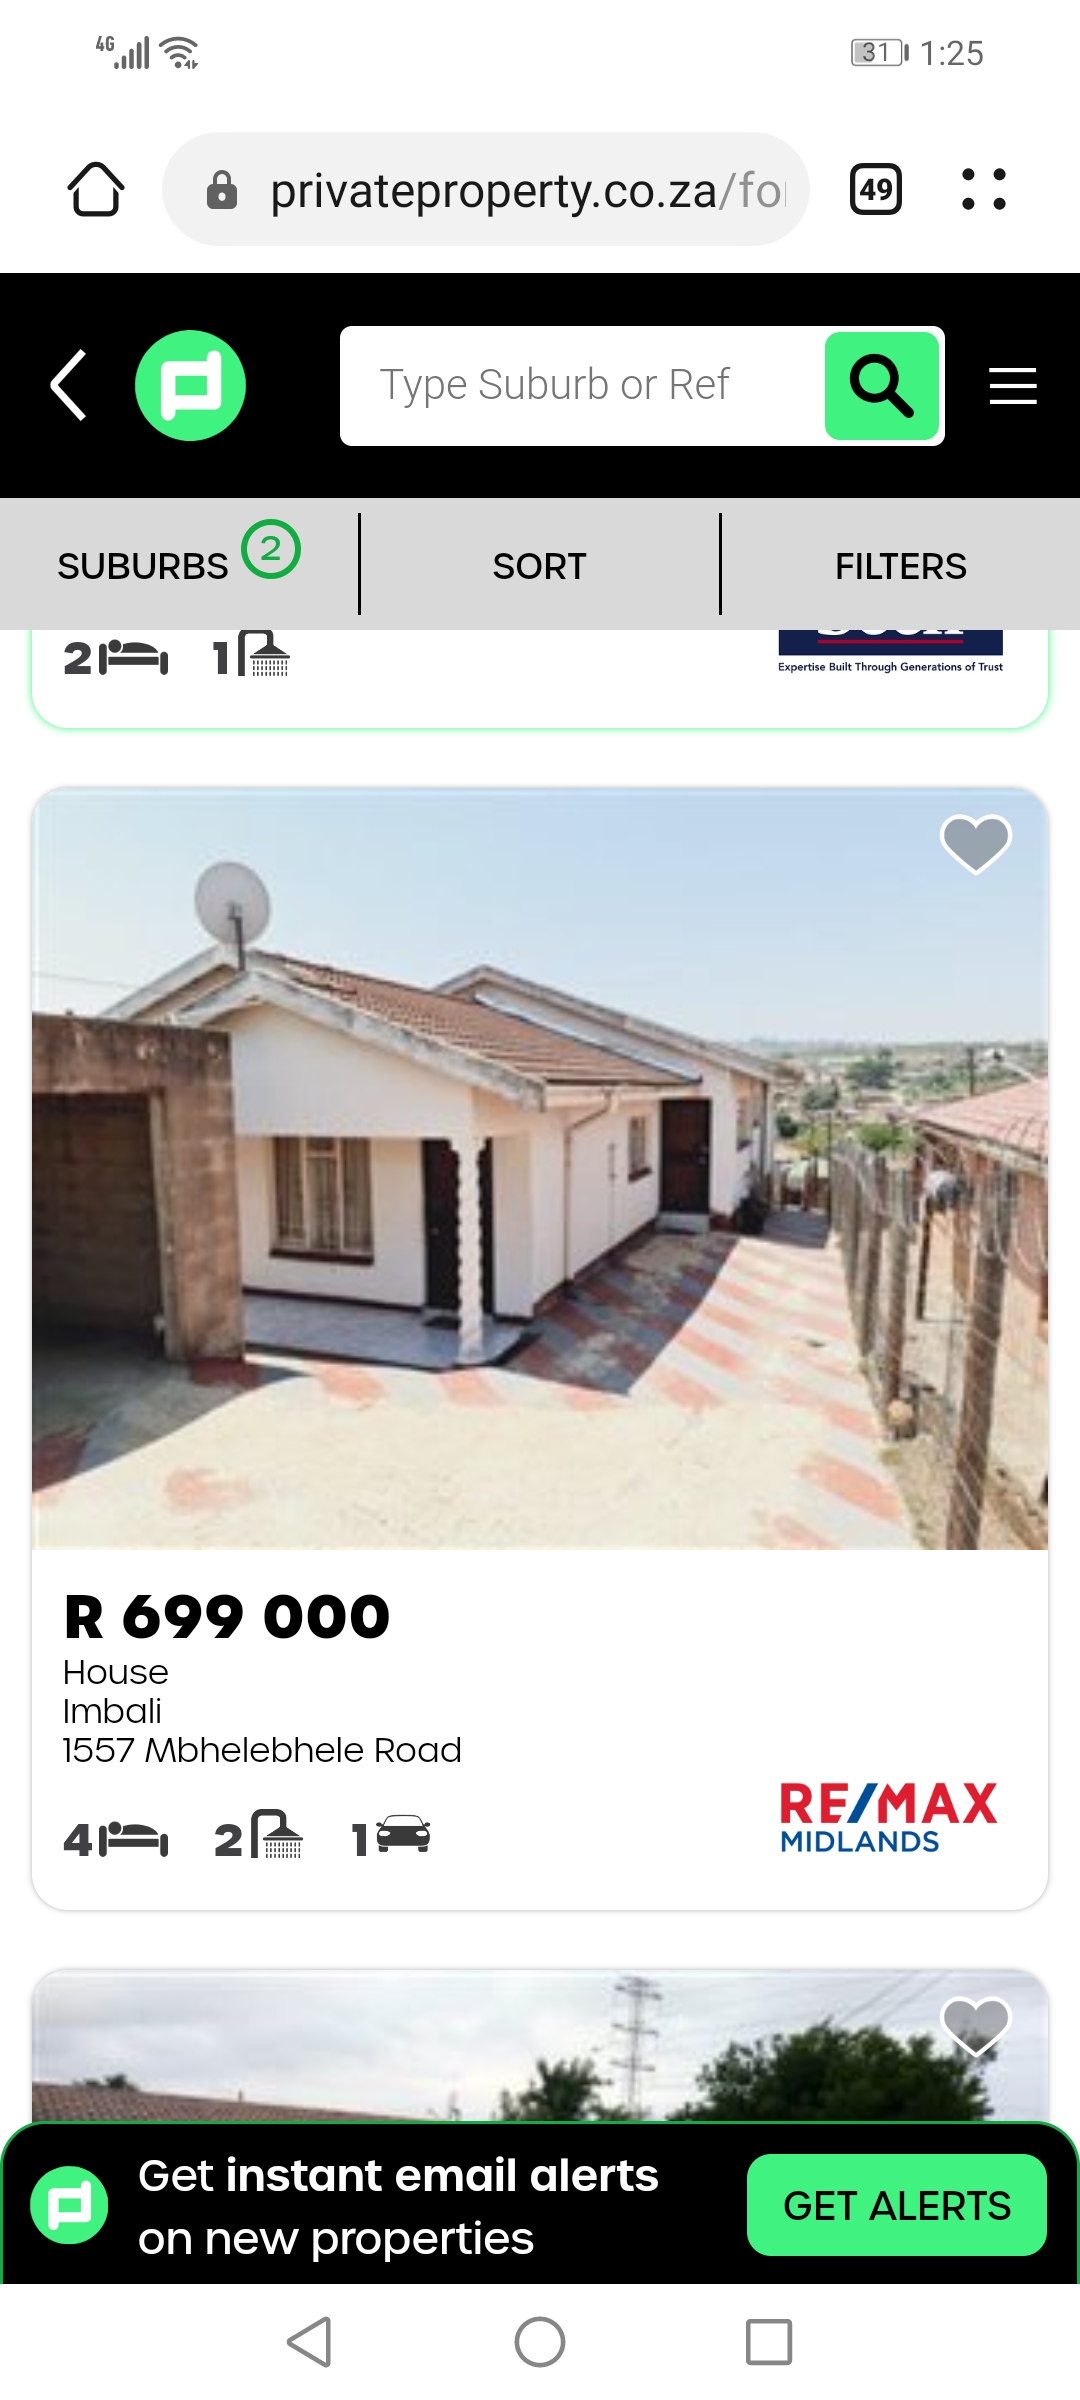 4G
31 1:25
privateproperty.co.za/fo
49
Type Suburb or Ref
SUBURBS 2
SORT
FILTERS
2 1
Expertise Built Through Generations of Trust
R 699 000
House
Imbali
1557 Mbhelebhele Road
4 2 1
RE/MAX
MIDLANDS
Get instant email alerts
on new properties
GET ALERTS